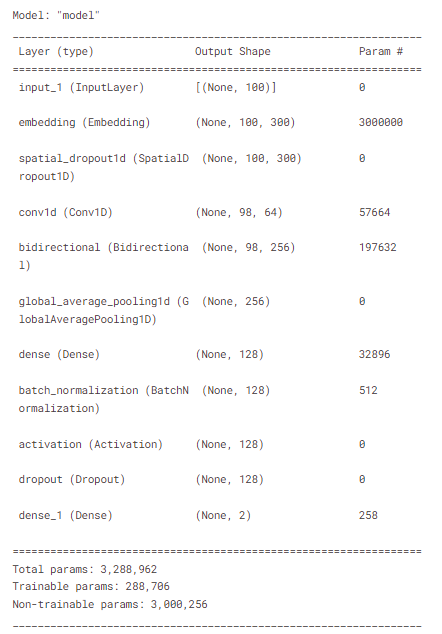 Model: "model"
_________________________________________________________________
Layer (type) Output Shape Param #
=================================================================
input_1 (InputLayer) [(None, 100)] 0
embedding (Embedding) (None, 100, 300) 3000000
spatial_dropout1d (SpatialD (None, 100, 300) 0
ropout1D)
conv1d (Conv1D) (None, 98, 64) 57664
bidirectional (Bidirectiona (None, 98, 256) 197632
l)
global_average_pooling1d (G (None, 256) 0
lobalAveragePooling1D)
dense (Dense) (None, 128) 32896
batch_normalization (BatchN (None, 128) 512
ormalization)
activation (Activation) (None, 128) 0
dropout (Dropout) (None, 128) 0
dense_1 (Dense) (None, 2) 258
=================================================================
Total params: 3,288,962
Trainable params: 288,706
Non-trainable params: 3,000,256
_________________________________________________________________